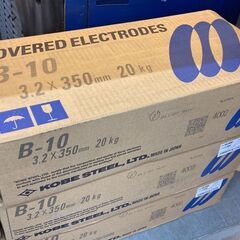 COVERED ELECTRODES
B-10
3.2×350mm 20kg
B-10
3.2×350mm 20kg
KOBE STEEL, LTD. MADE IN JAPAN
B-10
3.2×350mm 20kg
KOBE STEEL, LTD. MADE IN JAPAN